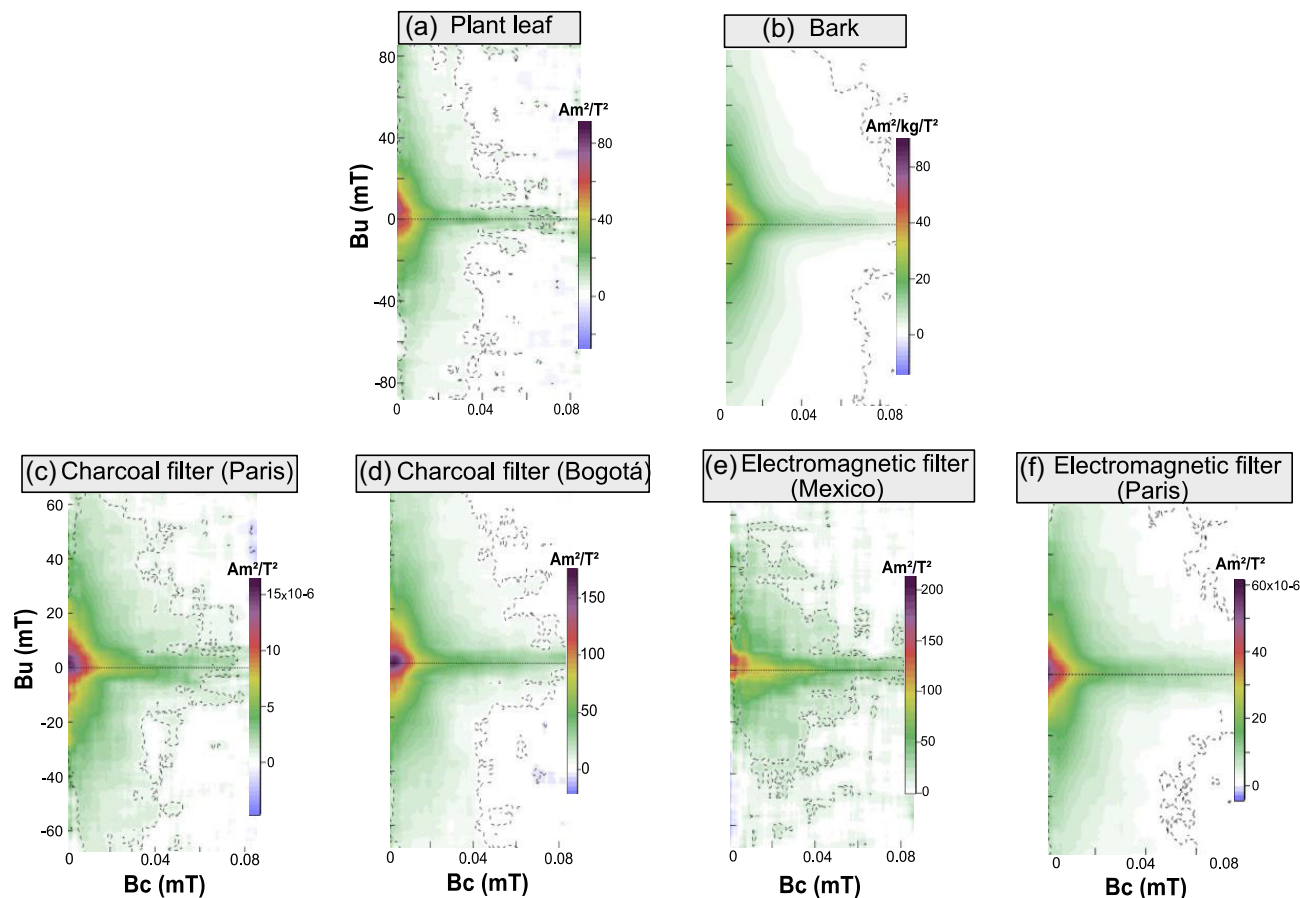 (a) Plant leaf
(b) Bark
80
40
0
-40
-80
Bu (mT)
Am²/T²
80
40
0
0
0.04
0.08
Am²/kg/T²
80
40
20
0
0
0.04
0.08
(c) Charcoal filter (Paris)
(d) Charcoal filter (Bogotá)
(e) Electromagnetic filter
(Mexico)
(f) Electromagnetic filter
(Paris)
60
40
20
0
-20
-40
-60
Bu (mT)
Am²/T²
15x10-6
10
5
0
0
0.04
0.08
Bc (mT)
Am²/T²
150
100
50
0
0
0.04
0.08
Am²/T²
200
150
100
50
0
0
0.04
0.08
Bc (mT)
Am²/T²
60x10-6
40
20
0
0
0.04
0.08